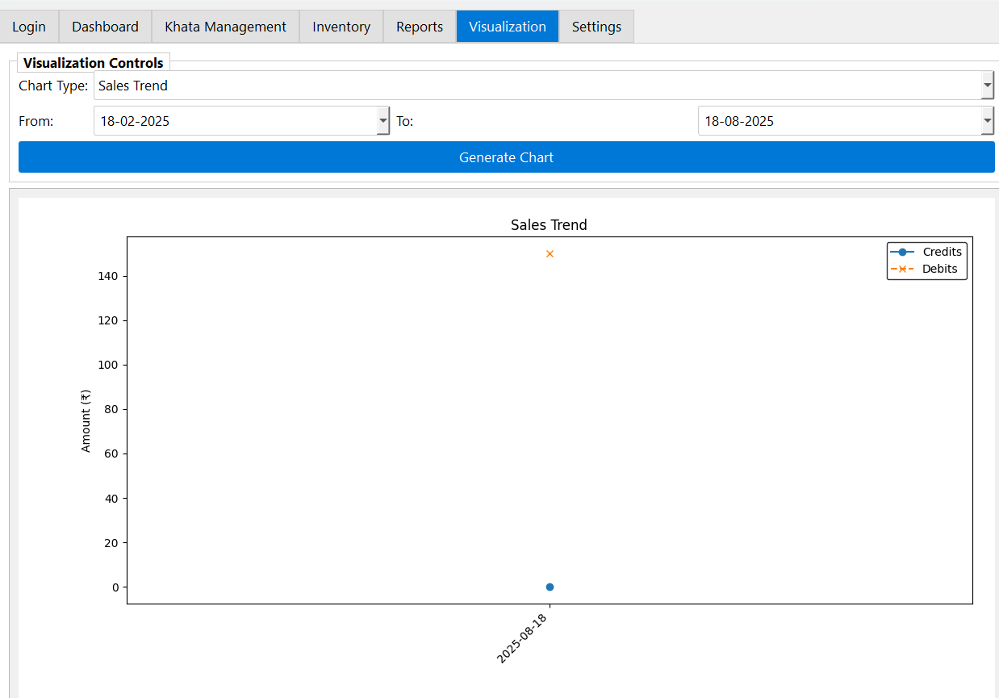 Login Dashboard Khata Management Inventory Reports Visualization Settings
Visualization Controls
Chart Type: Sales Trend
From: 18-02-2025 To: 18-08-2025
Generate Chart
Sales Trend
Credits
Debits
140
120
100
80
60
40
20
0
Amount (₹)
2025-08-18